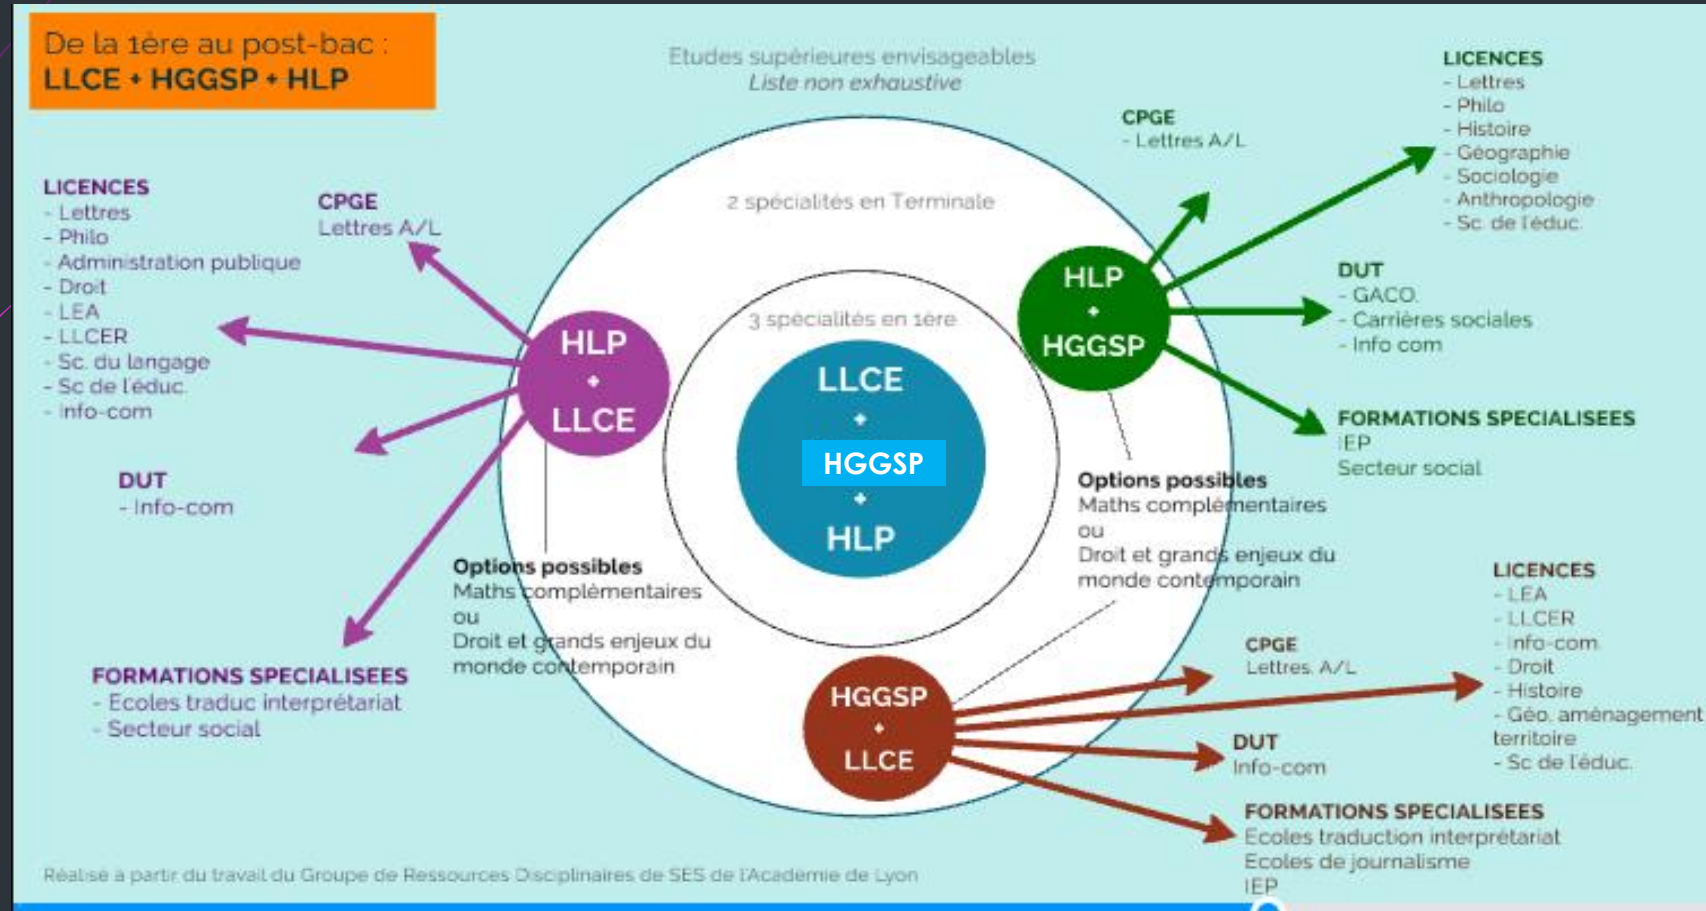 De la 1ère au post-bac :
LLCE + HGGSP + HLP
Etudes supérieures envisageables
Liste non exhaustive
2 spécialités en Terminale
3 spécialités en 1ère
LLCE
+
HGGSP
+
HLP
HLP
+
LLCE
LICENCES
- Lettres
- Philo
- Administration publique
- Droit
- LEA
- LLCER
- Sc. du langage
- Sc de l'éduc.
- Info-com
CPGE
Lettres A/L
DUT
- Info-com
FORMATIONS SPECIALISEES
- Ecoles traduc interprétariat
- Secteur social
Options possibles
Maths complémentaires
ou
Droit et grands enjeux du
monde contemporain
HLP
+
HGGSP
CPGE
- Lettres A/L
LICENCES
- Lettres
- Philo
- Histoire
- Géographie
- Sociologie
- Anthropologie
- Sc. de l'éduc.
DUT
- GACO.
- Carrières sociales
- Info com
FORMATIONS SPECIALISEES
IEP
Secteur social
Options possibles
Maths complémentaires
ou
Droit et grands enjeux du
monde contemporain
HGGSP
+
LLCE
CPGE
Lettres. A/L
LICENCES
- LEA
- LLCER
- Info-com.
- Droit
- Histoire
- Géo. aménagement
territoire
- Sc de l'éduc.
DUT
Info-com
FORMATIONS SPECIALISEES
Ecoles traduction interprétariat
Ecoles de journalisme
IEP
Réalisé à partir du travail du Groupe de Ressources Disciplinaires de SES de l'Académie de Lyon